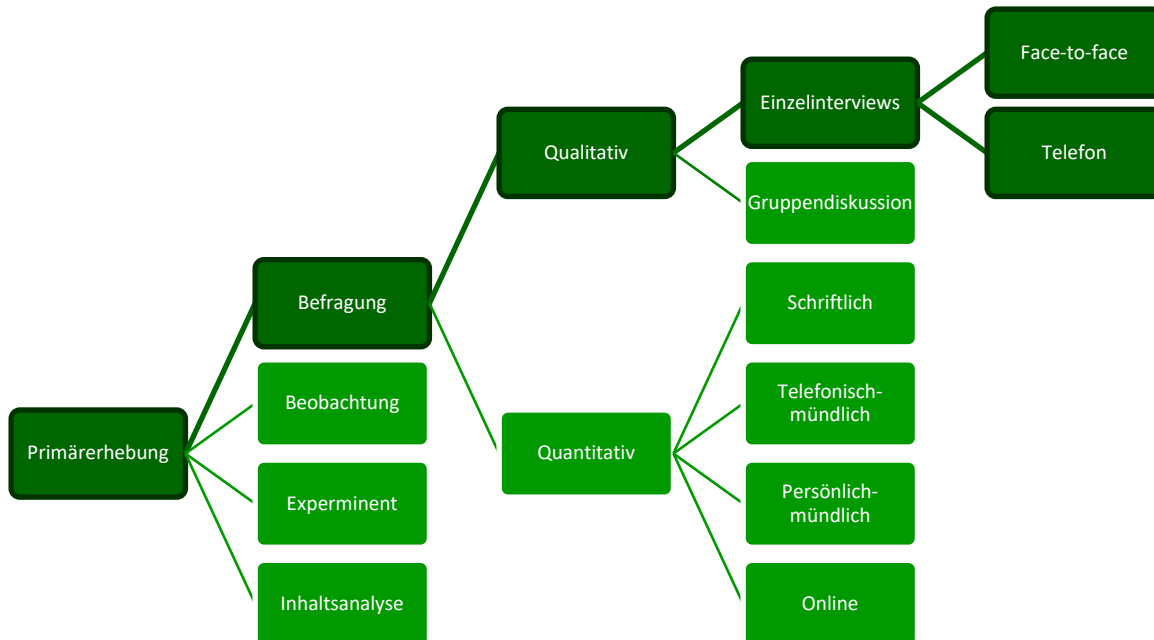 Face-to-face
Einzelinterviews
Telefon
Qualitativ
Gruppendiskussion
Befragung
Schriftlich
Beobachtung
Telefonisch-
mündlich
Primärerhebung
Quantitativ
Experminent
Persönlich-
mündlich
Inhaltsanalyse
Online